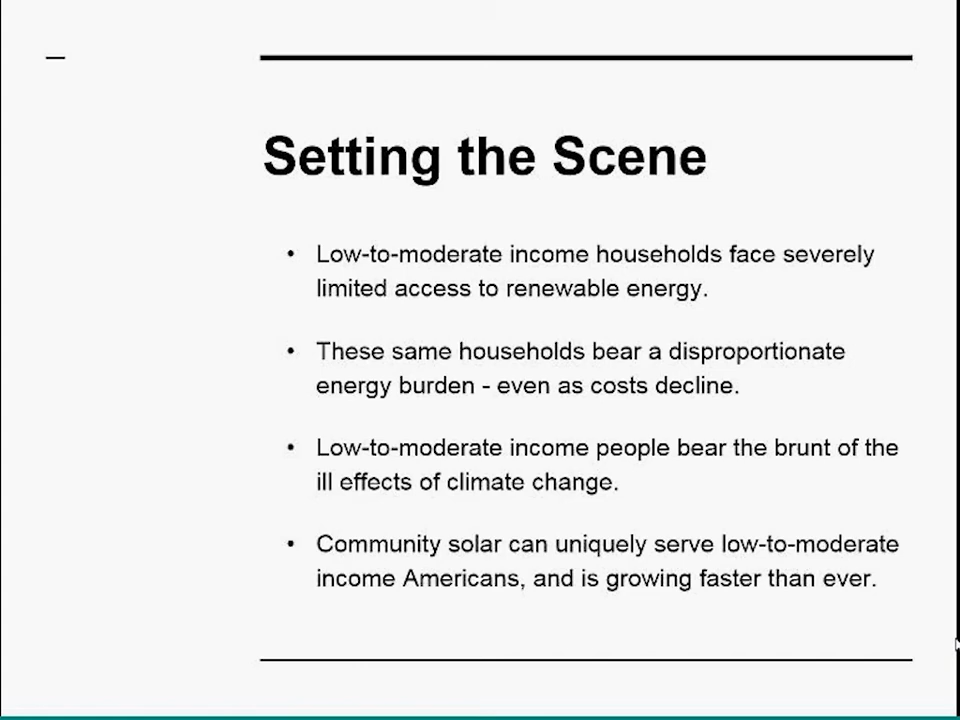 Setting the Scene
• Low-to-moderate income households face severely
limited access to renewable energy.
• These same households bear a disproportionate
energy burden - even as costs decline.
• Low-to-moderate income people bear the brunt of the
ill effects of climate change.
• Community solar can uniquely serve low-to-moderate
income Americans, and is growing faster than ever.